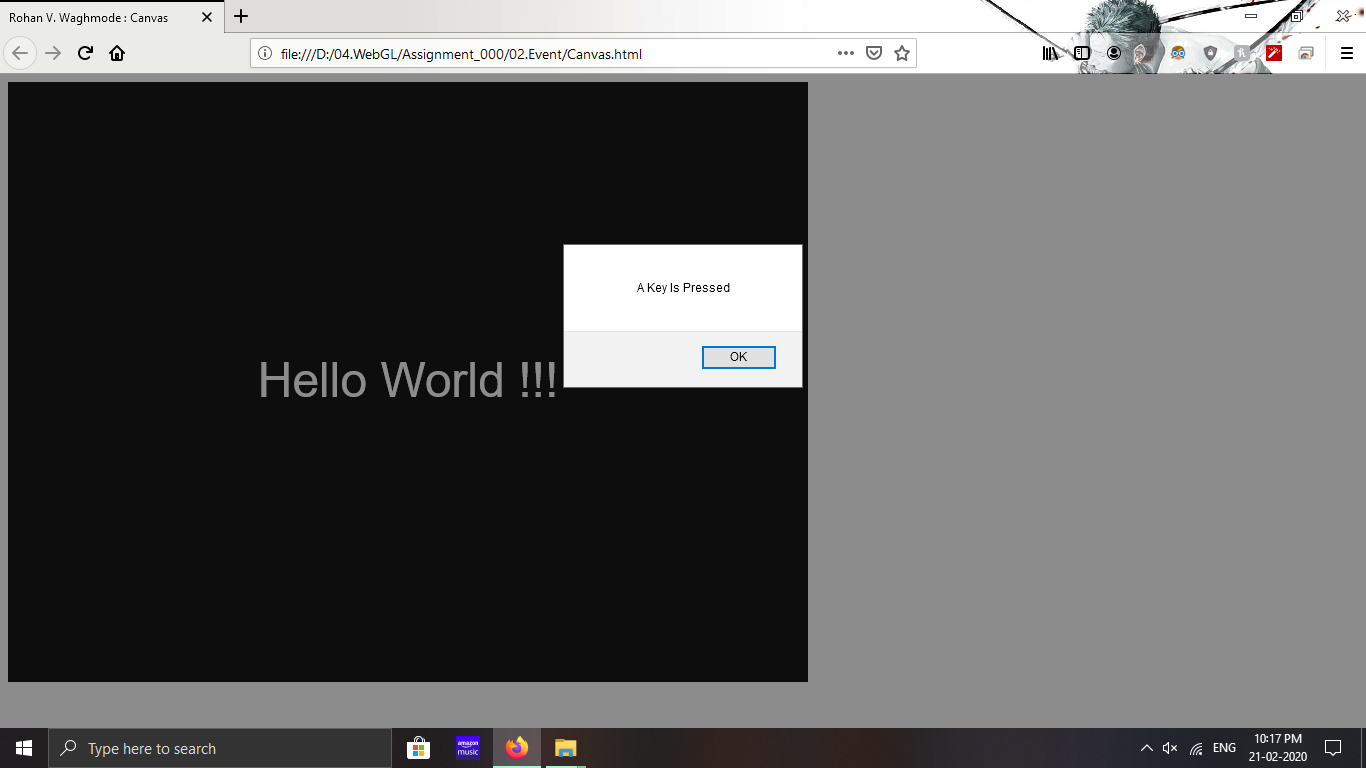 Rohan V. Waghmode : Canvas
file:///D:/04.WebGL/Assignment_000/02.Event/Canvas.html
A Key Is Pressed
OK
Hello World !!!
Type here to search
amazon
music
ENG
10:17 PM
21-02-2020